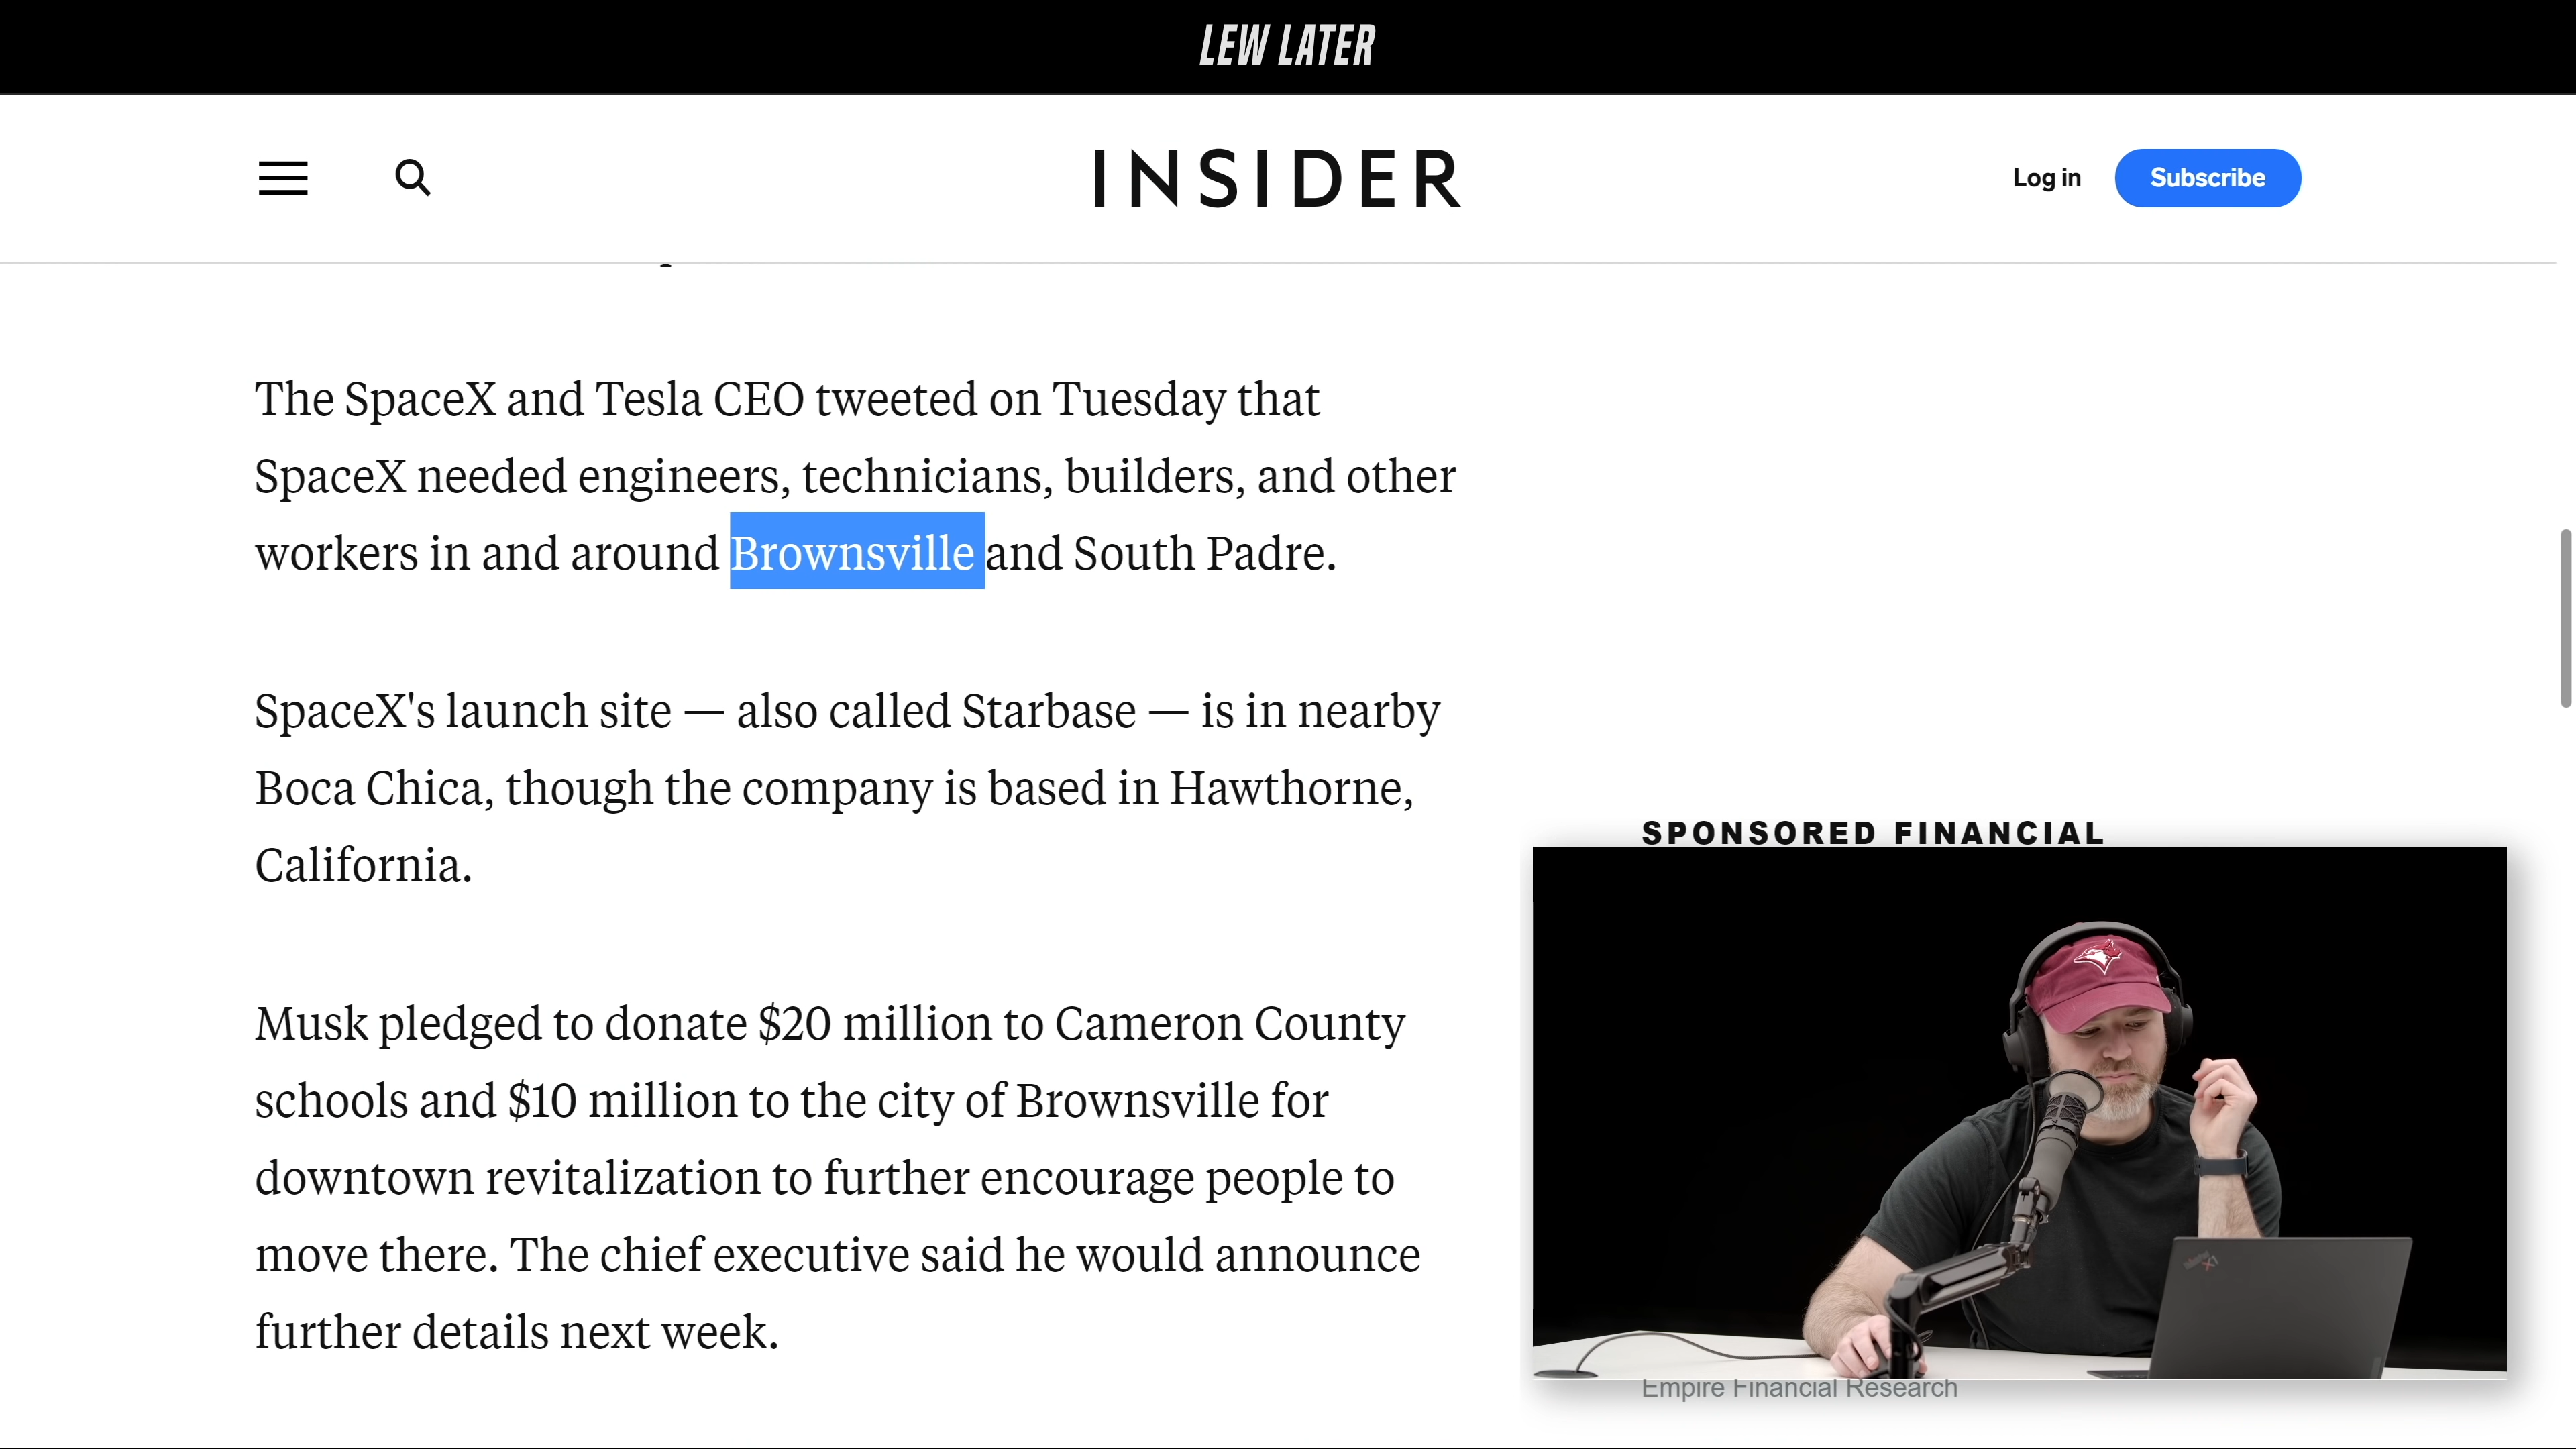 LEW LATER
INSIDER
Log in
Subscribe
The SpaceX and Tesla CEO tweeted on Tuesday that
SpaceX needed engineers, technicians, builders, and other
workers in and around Brownsville and South Padre.
SpaceX's launch site — also called Starbase — is in nearby
Boca Chica, though the company is based in Hawthorne,
California.
Musk pledged to donate $20 million to Cameron County
schools and $10 million to the city of Brownsville for
downtown revitalization to further encourage people to
move there. The chief executive said he would announce
further details next week.
SPONSORED FINANCIAL
Empire Financial Research